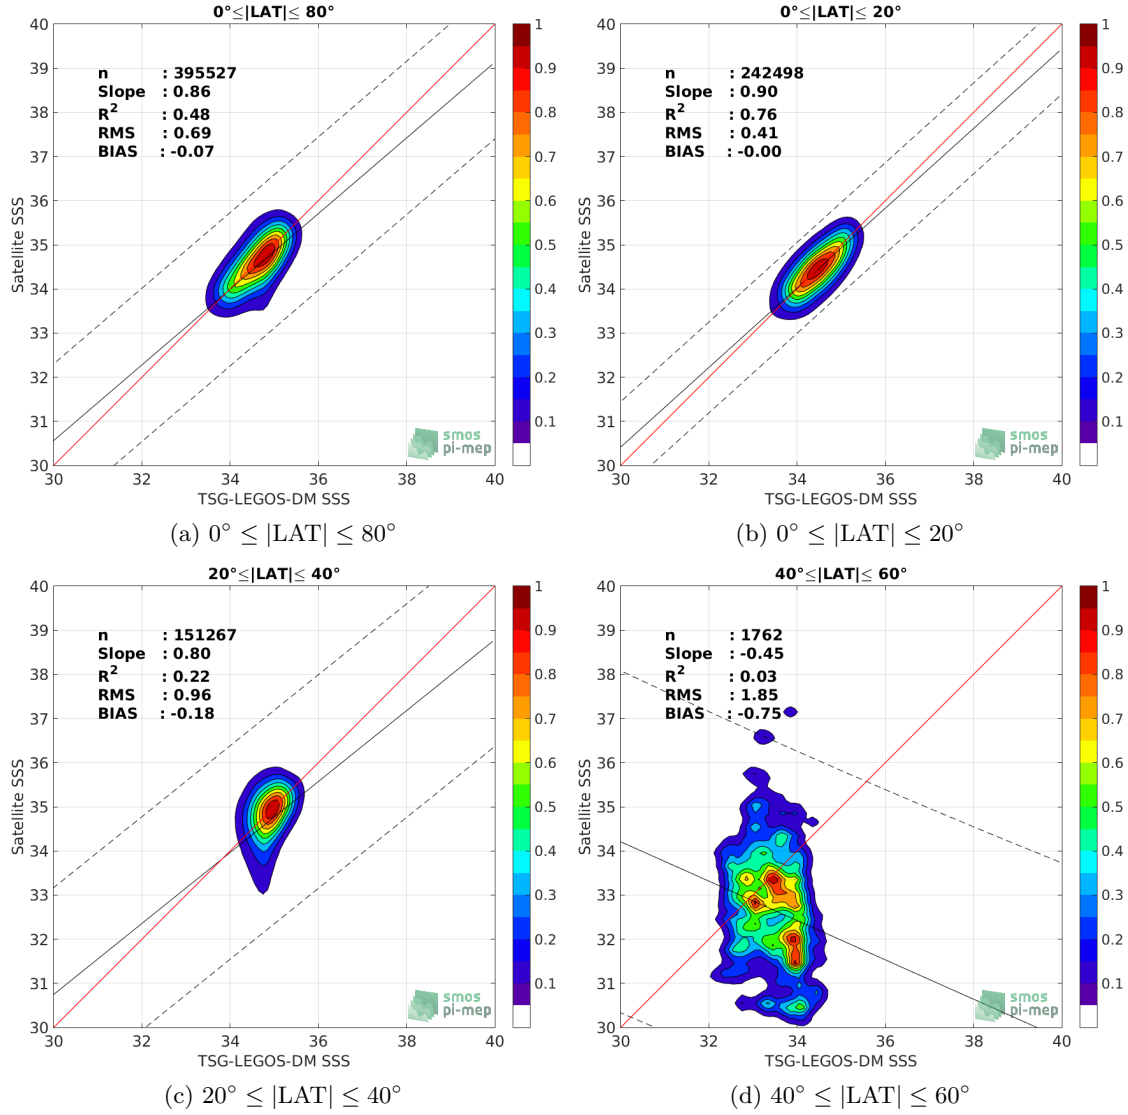 0°≤|LAT|≤ 80°
40
39
38
37
36
35
34
33
32
31
30
Satellite SSS
n : 395527
Slope : 0.86
R² : 0.48
RMS : 0.69
BIAS : -0.07
smos
pi-mep
30 32 34 36 38 40
TSG-LEGOS-DM SSS
1
0.9
0.8
0.7
0.6
0.5
0.4
0.3
0.2
0.1
(a) 0° ≤ |LAT| ≤ 80°
0°≤|LAT|≤ 20°
40
39
38
37
36
35
34
33
32
31
30
Satellite SSS
n : 242498
Slope : 0.90
R² : 0.76
RMS : 0.41
BIAS : -0.00
smos
pi-mep
30 32 34 36 38 40
TSG-LEGOS-DM SSS
1
0.9
0.8
0.7
0.6
0.5
0.4
0.3
0.2
0.1
(b) 0° ≤ |LAT| ≤ 20°
20°≤|LAT|≤ 40°
40
39
38
37
36
35
34
33
32
31
30
Satellite SSS
n : 151267
Slope : 0.80
R² : 0.22
RMS : 0.96
BIAS : -0.18
smos
pi-mep
30 32 34 36 38 40
TSG-LEGOS-DM SSS
1
0.9
0.8
0.7
0.6
0.5
0.4
0.3
0.2
0.1
(c) 20° ≤ |LAT| ≤ 40°
40°≤|LAT|≤ 60°
40
39
38
37
36
35
34
33
32
31
30
Satellite SSS
n : 1762
Slope : -0.45
R² : 0.03
RMS : 1.85
BIAS : -0.75
smos
pi-mep
30 32 34 36 38 40
TSG-LEGOS-DM SSS
1
0.9
0.8
0.7
0.6
0.5
0.4
0.3
0.2
0.1
(d) 40° ≤ |LAT| ≤ 60°